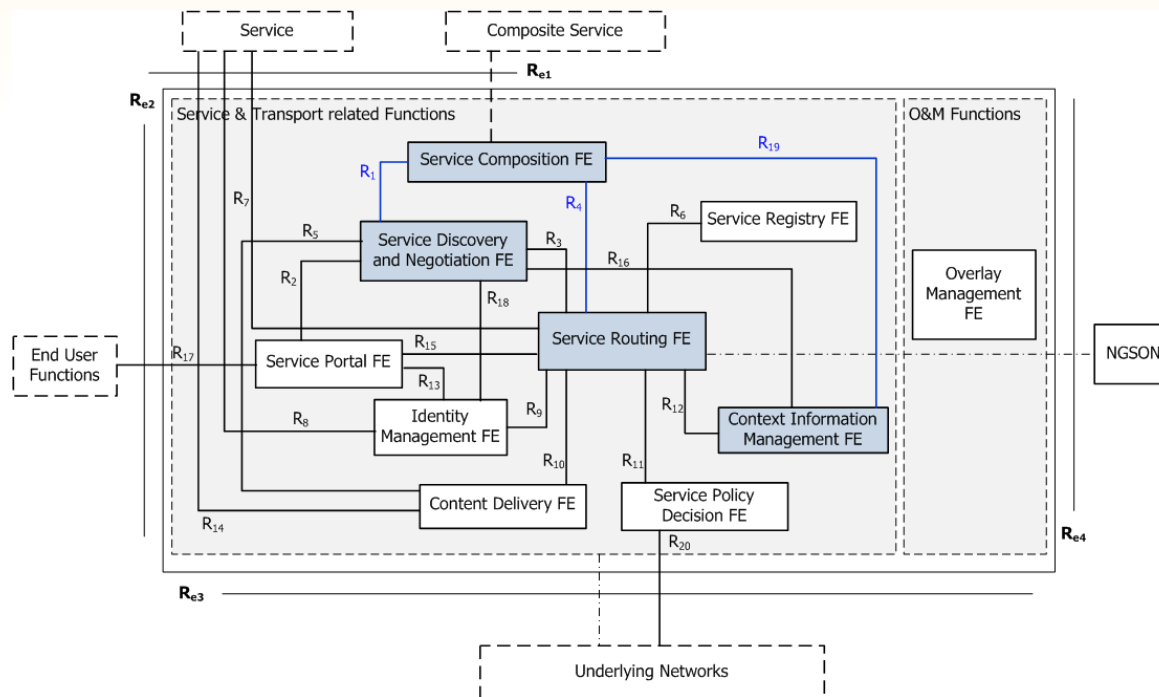 Service
Composite Service
Re1
Re2
Service & Transport related Functions
O&M Functions
Service Composition FE
R19
R1
R7
R4
R6
Service Registry FE
R5
Service Discovery
and Negotiation FE
R3
R16
R2
R18
Overlay
Management
FE
Service Routing FE
End User
Functions
R17
Service Portal FE
R15
NGSON
R13
R8
Identity
Management FE
R9
R12
Context Information
Management FE
R10
R11
Content Delivery FE
Service Policy
Decision FE
R14
R20
Re4
Re3
Underlying Networks